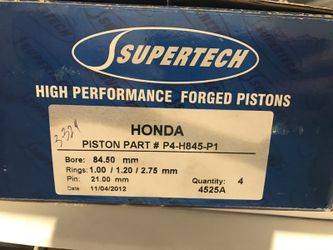 SUPERTECH
HIGH PERFORMANCE FORGED PISTONS
HONDA
PISTON PART # P4-H845-P1
Bore: 84.50 mm
Rings: 1.00 / 1.20 / 2.75 mm
Pin: 21.00 mm Quantity: 4
Date 11/04/2012 4525A